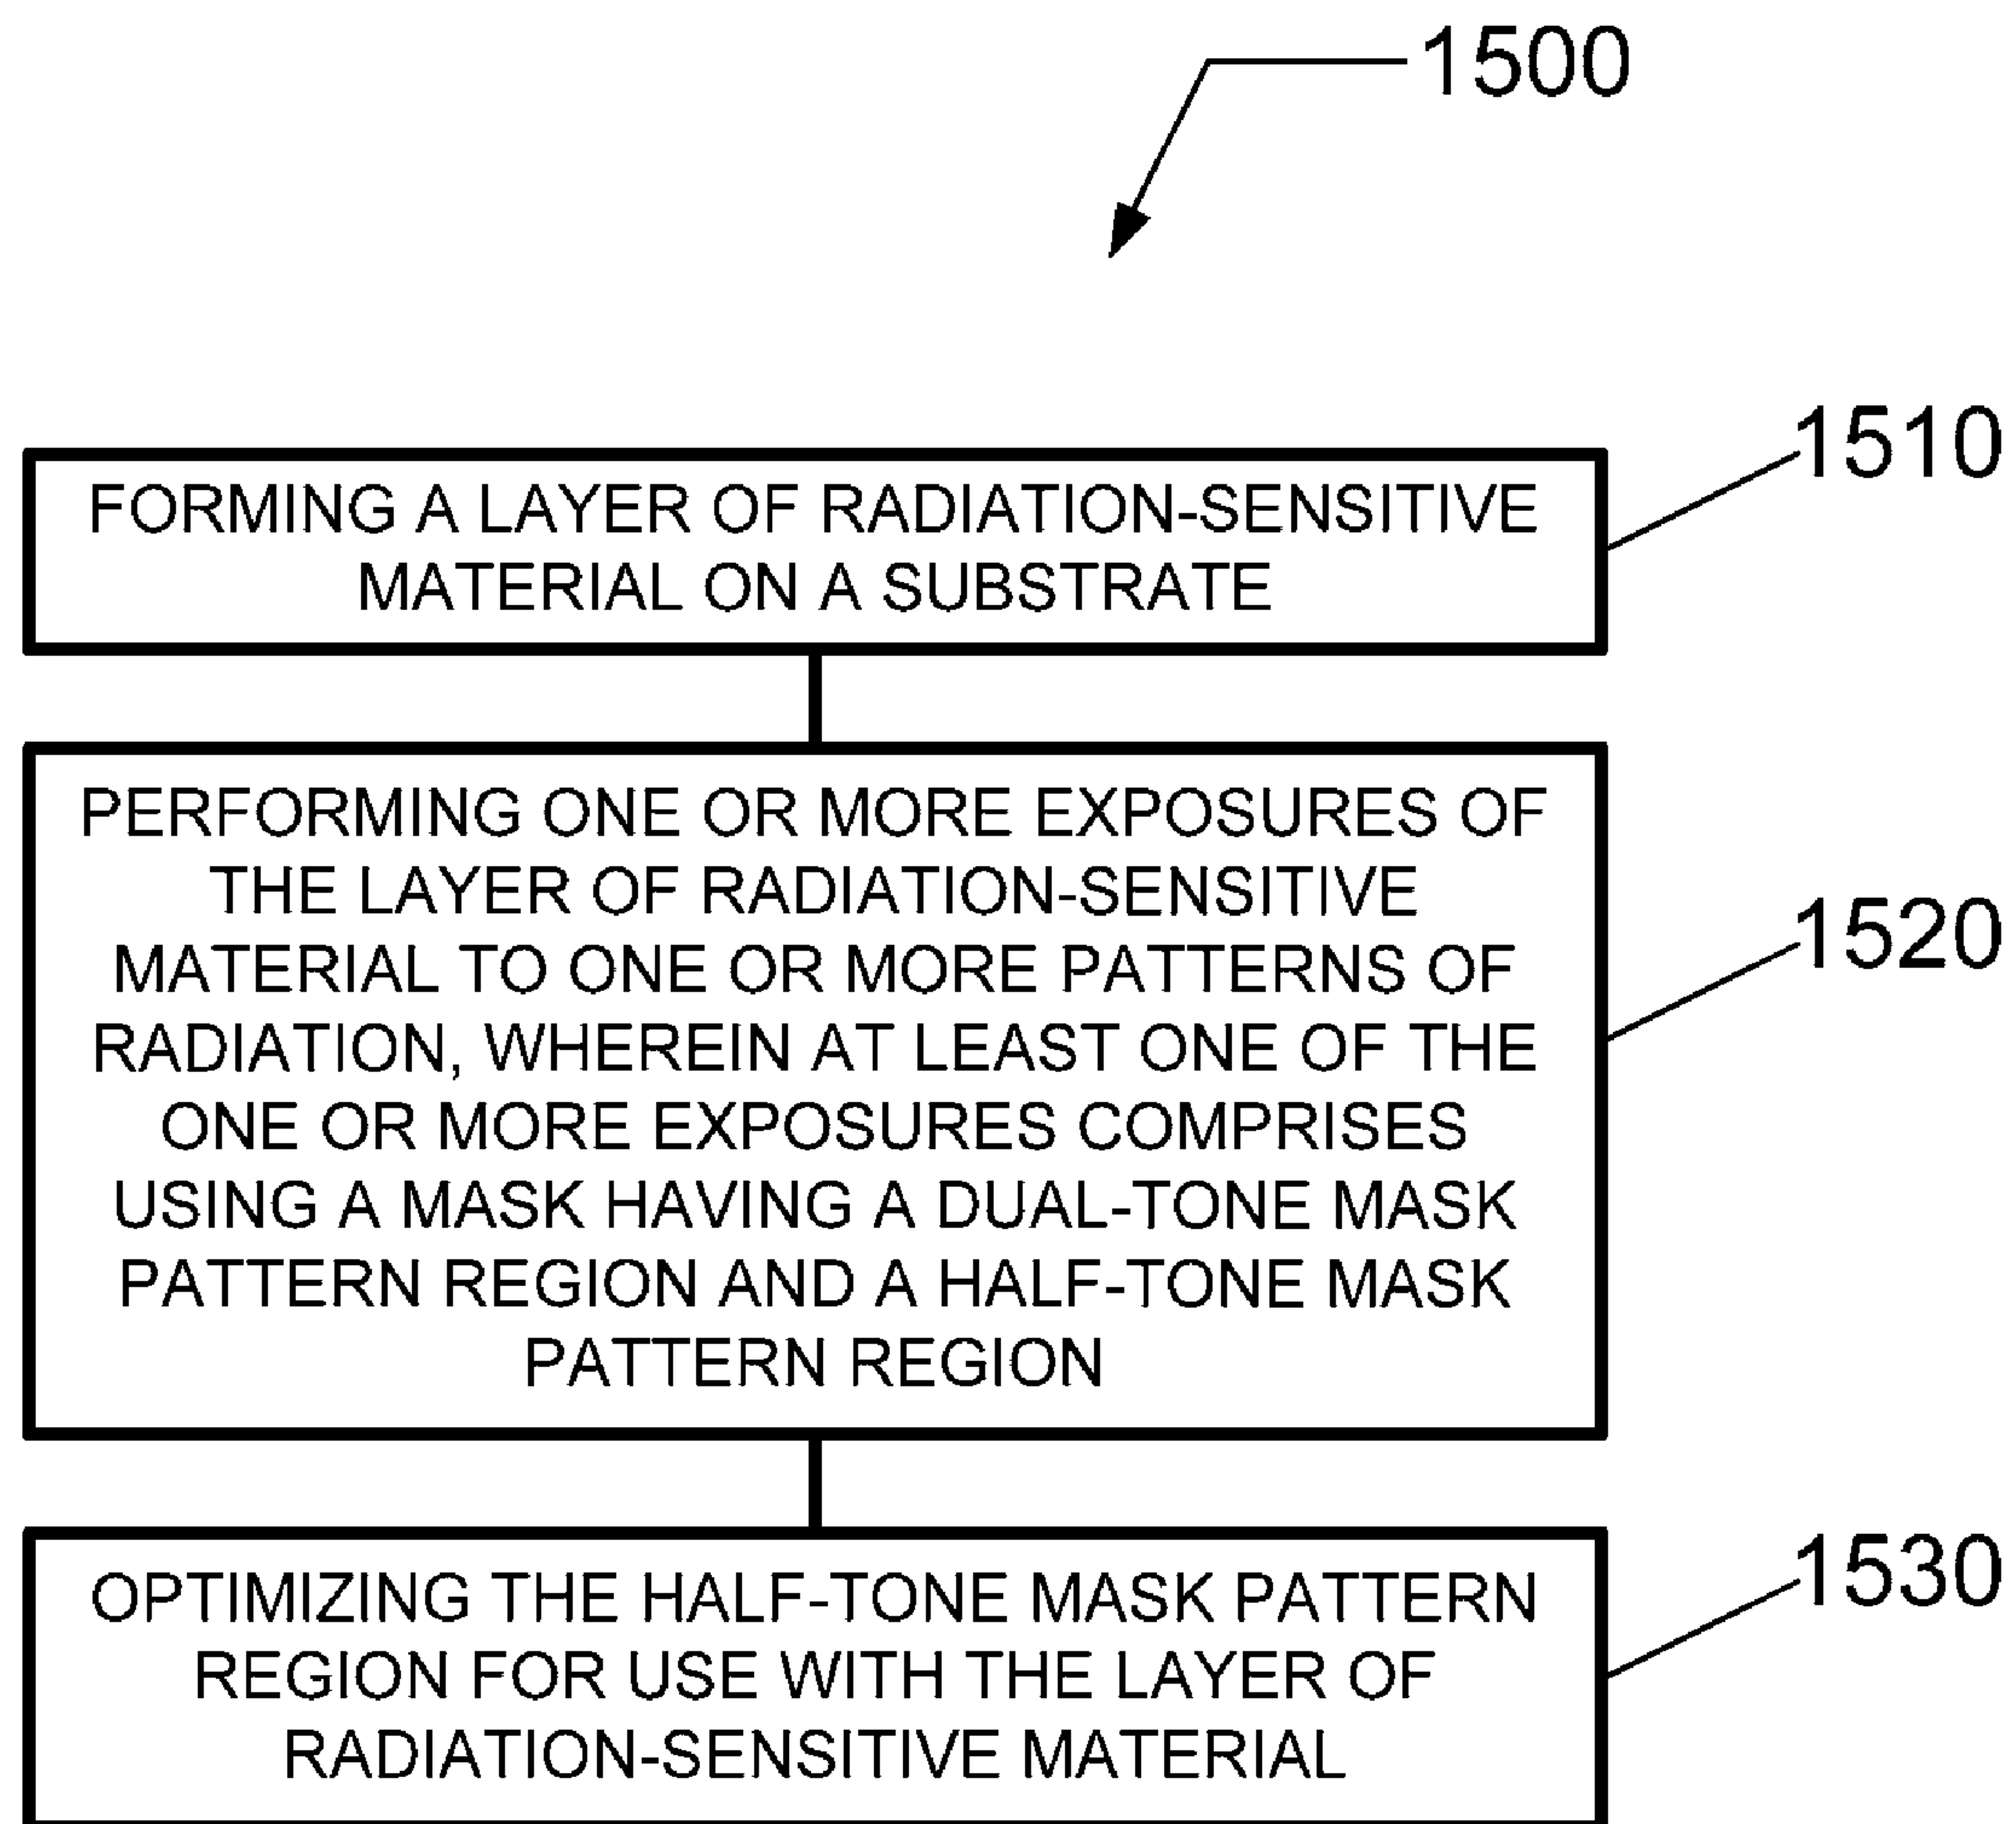 1500
1510
FORMING A LAYER OF RADIATION-SENSITIVE
MATERIAL ON A SUBSTRATE
PERFORMING ONE OR MORE EXPOSURES OF
THE LAYER OF RADIATION-SENSITIVE
1520
MATERIAL TO ONE OR MORE PATTERNS OF
RADIATION, WHEREIN AT LEAST ONE OF THE
ONE OR MORE EXPOSURES COMPRISES
USING A MASK HAVING A DUAL-TONE MASK
PATTERN REGION AND A HALF-TONE MASK
PATTERN REGION
1530
OPTIMIZING THE HALF-TONE MASK PATTERN
REGION FOR USE WITH THE LAYER OF
RADIATION-SENSITIVE MATERIAL